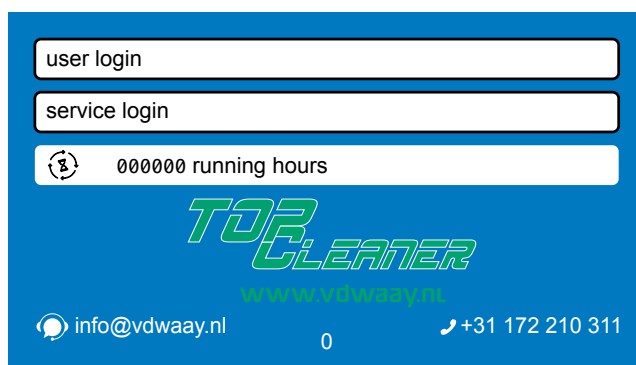 user login
service login
000000 running hours
TOP
CLEANER
www.vdwaay.nl
info@vdwaay.nl
0
+31 172 210 311